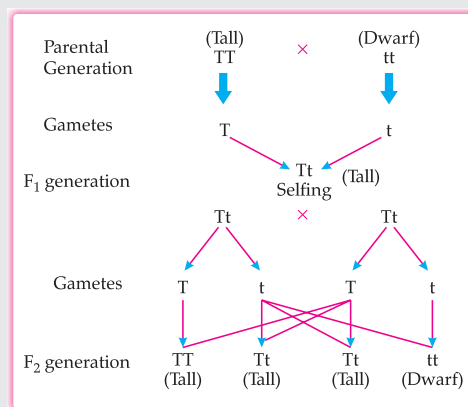 Parental Generation
(Tall) TT × (Dwarf) tt
Gametes
T t
F₁ generation
Tt (Tall)
Selfing
Tt × Tt
Gametes
T t T t
F₂ generation
TT Tt Tt tt
(Tall) (Tall) (Tall) (Dwarf)